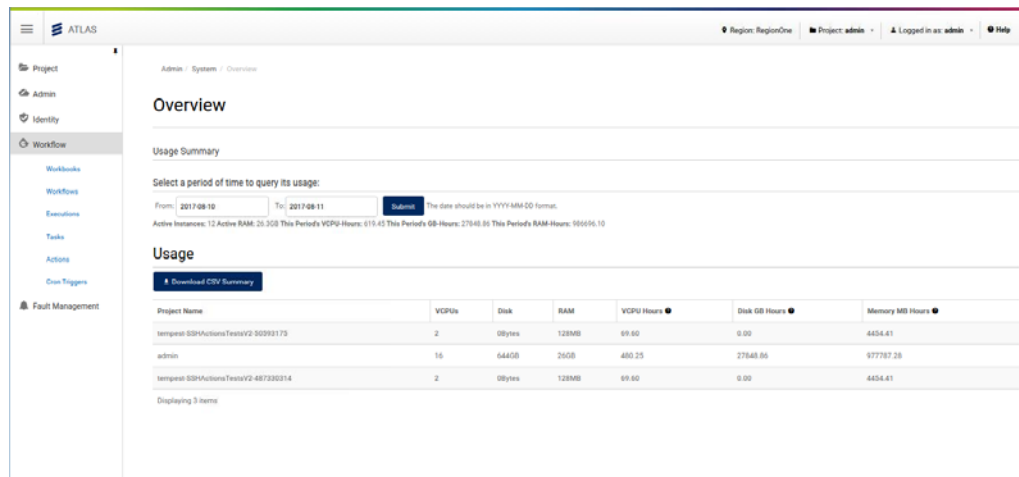 ATLAS
Region: RegionOne
Project: admin
Logged in as: admin
Help
Project
Admin
Identity
Workflow
Workbooks
Workflows
Executions
Tasks
Actions
Cron Triggers
Fault Management
Admin / System / Overview
Overview
Usage Summary
Select a period of time to query its usage:
From: 2017-08-10 To: 2017-08-11 Submit The date should be in YYYY-MM-DD format.
Active Instances: 12 Active RAM: 26.3GB This Period's VCPU-Hours: 619.45 This Period's GB-Hours: 27848.86 This Period's RAM-Hours: 986696.10
Usage
Download CSV Summary
Project Name VCPUs Disk RAM VCPU Hours Disk GB Hours Memory MB Hours
tempest-SSHActionsTestsV2-50393175 2 0Bytes 128MB 69.60 0.00 4454.41
admin 16 644GB 26GB 480.25 27848.86 977787.28
tempest-SSHActionsTestsV2-487330314 2 0Bytes 128MB 69.60 0.00 4454.41
Displaying 3 items